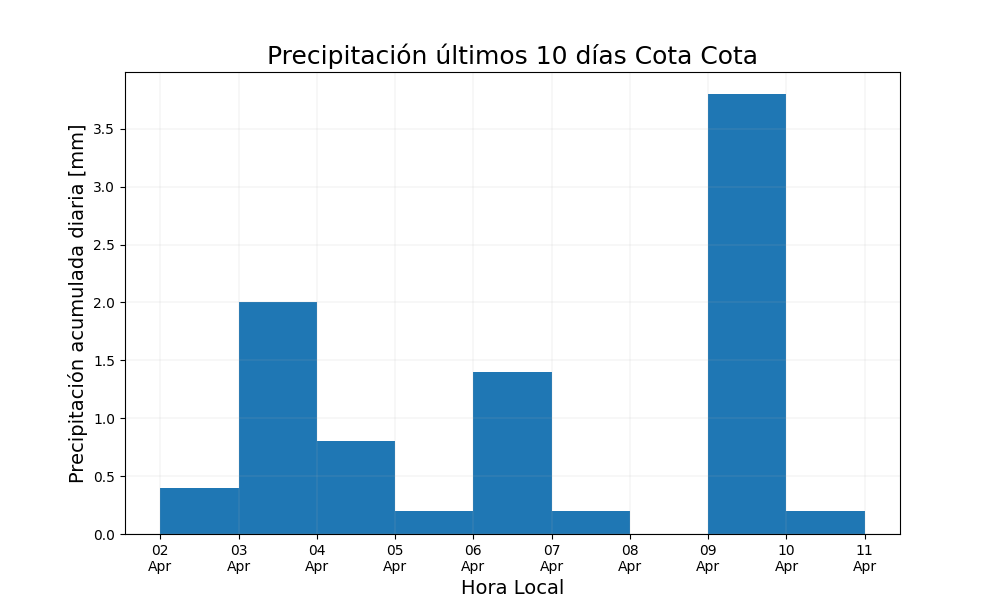 Precipitación últimos 10 días Cota Cota
Precipitación acumulada diaria [mm]
3.5
3.0
2.5
2.0
1.5
1.0
0.5
0.0
02 03 04 05 06 07 08 09 10 11
Apr Apr Apr Apr Apr Apr Apr Apr Apr Apr
Hora Local